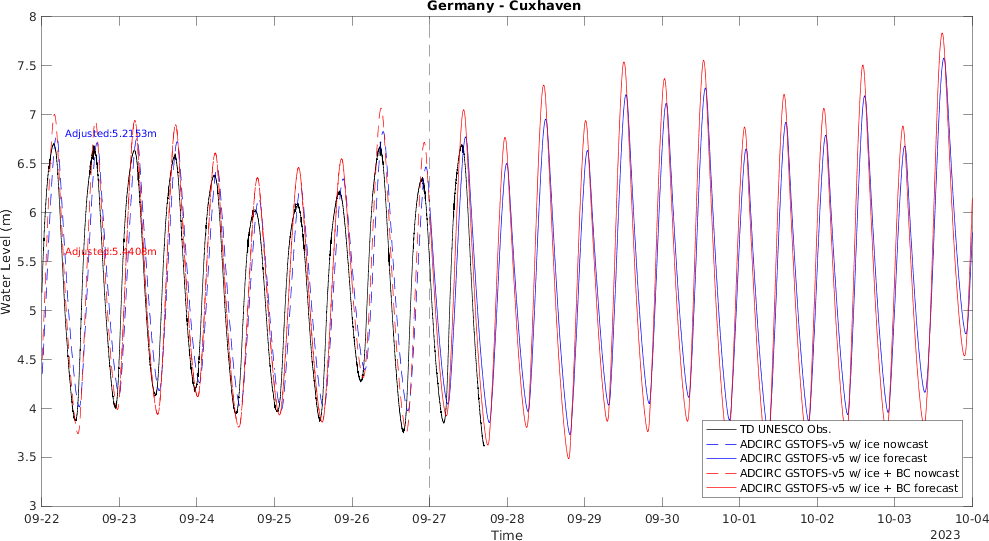 Germany - Cuxhaven
8
7.5
7
6.5
6
5.5
5
4.5
4
3.5
3
Water Level (m)
Adjusted:5.2153m
Adjusted:5.4403m
TD UNESCO Obs.
ADCIRC GSTOFS-v5 w/ ice nowcast
ADCIRC GSTOFS-v5 w/ ice forecast
ADCIRC GSTOFS-v5 w/ ice + BC nowcast
ADCIRC GSTOFS-v5 w/ ice + BC forecast
09-22 09-23 09-24 09-25 09-26 09-27 09-28 09-29 09-30 10-01 10-02 10-03 10-04
Time
2023